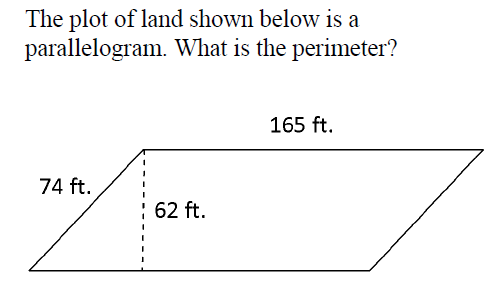 The plot of land shown below is a
parallelogram. What is the perimeter?
165 ft.
74 ft.
62 ft.